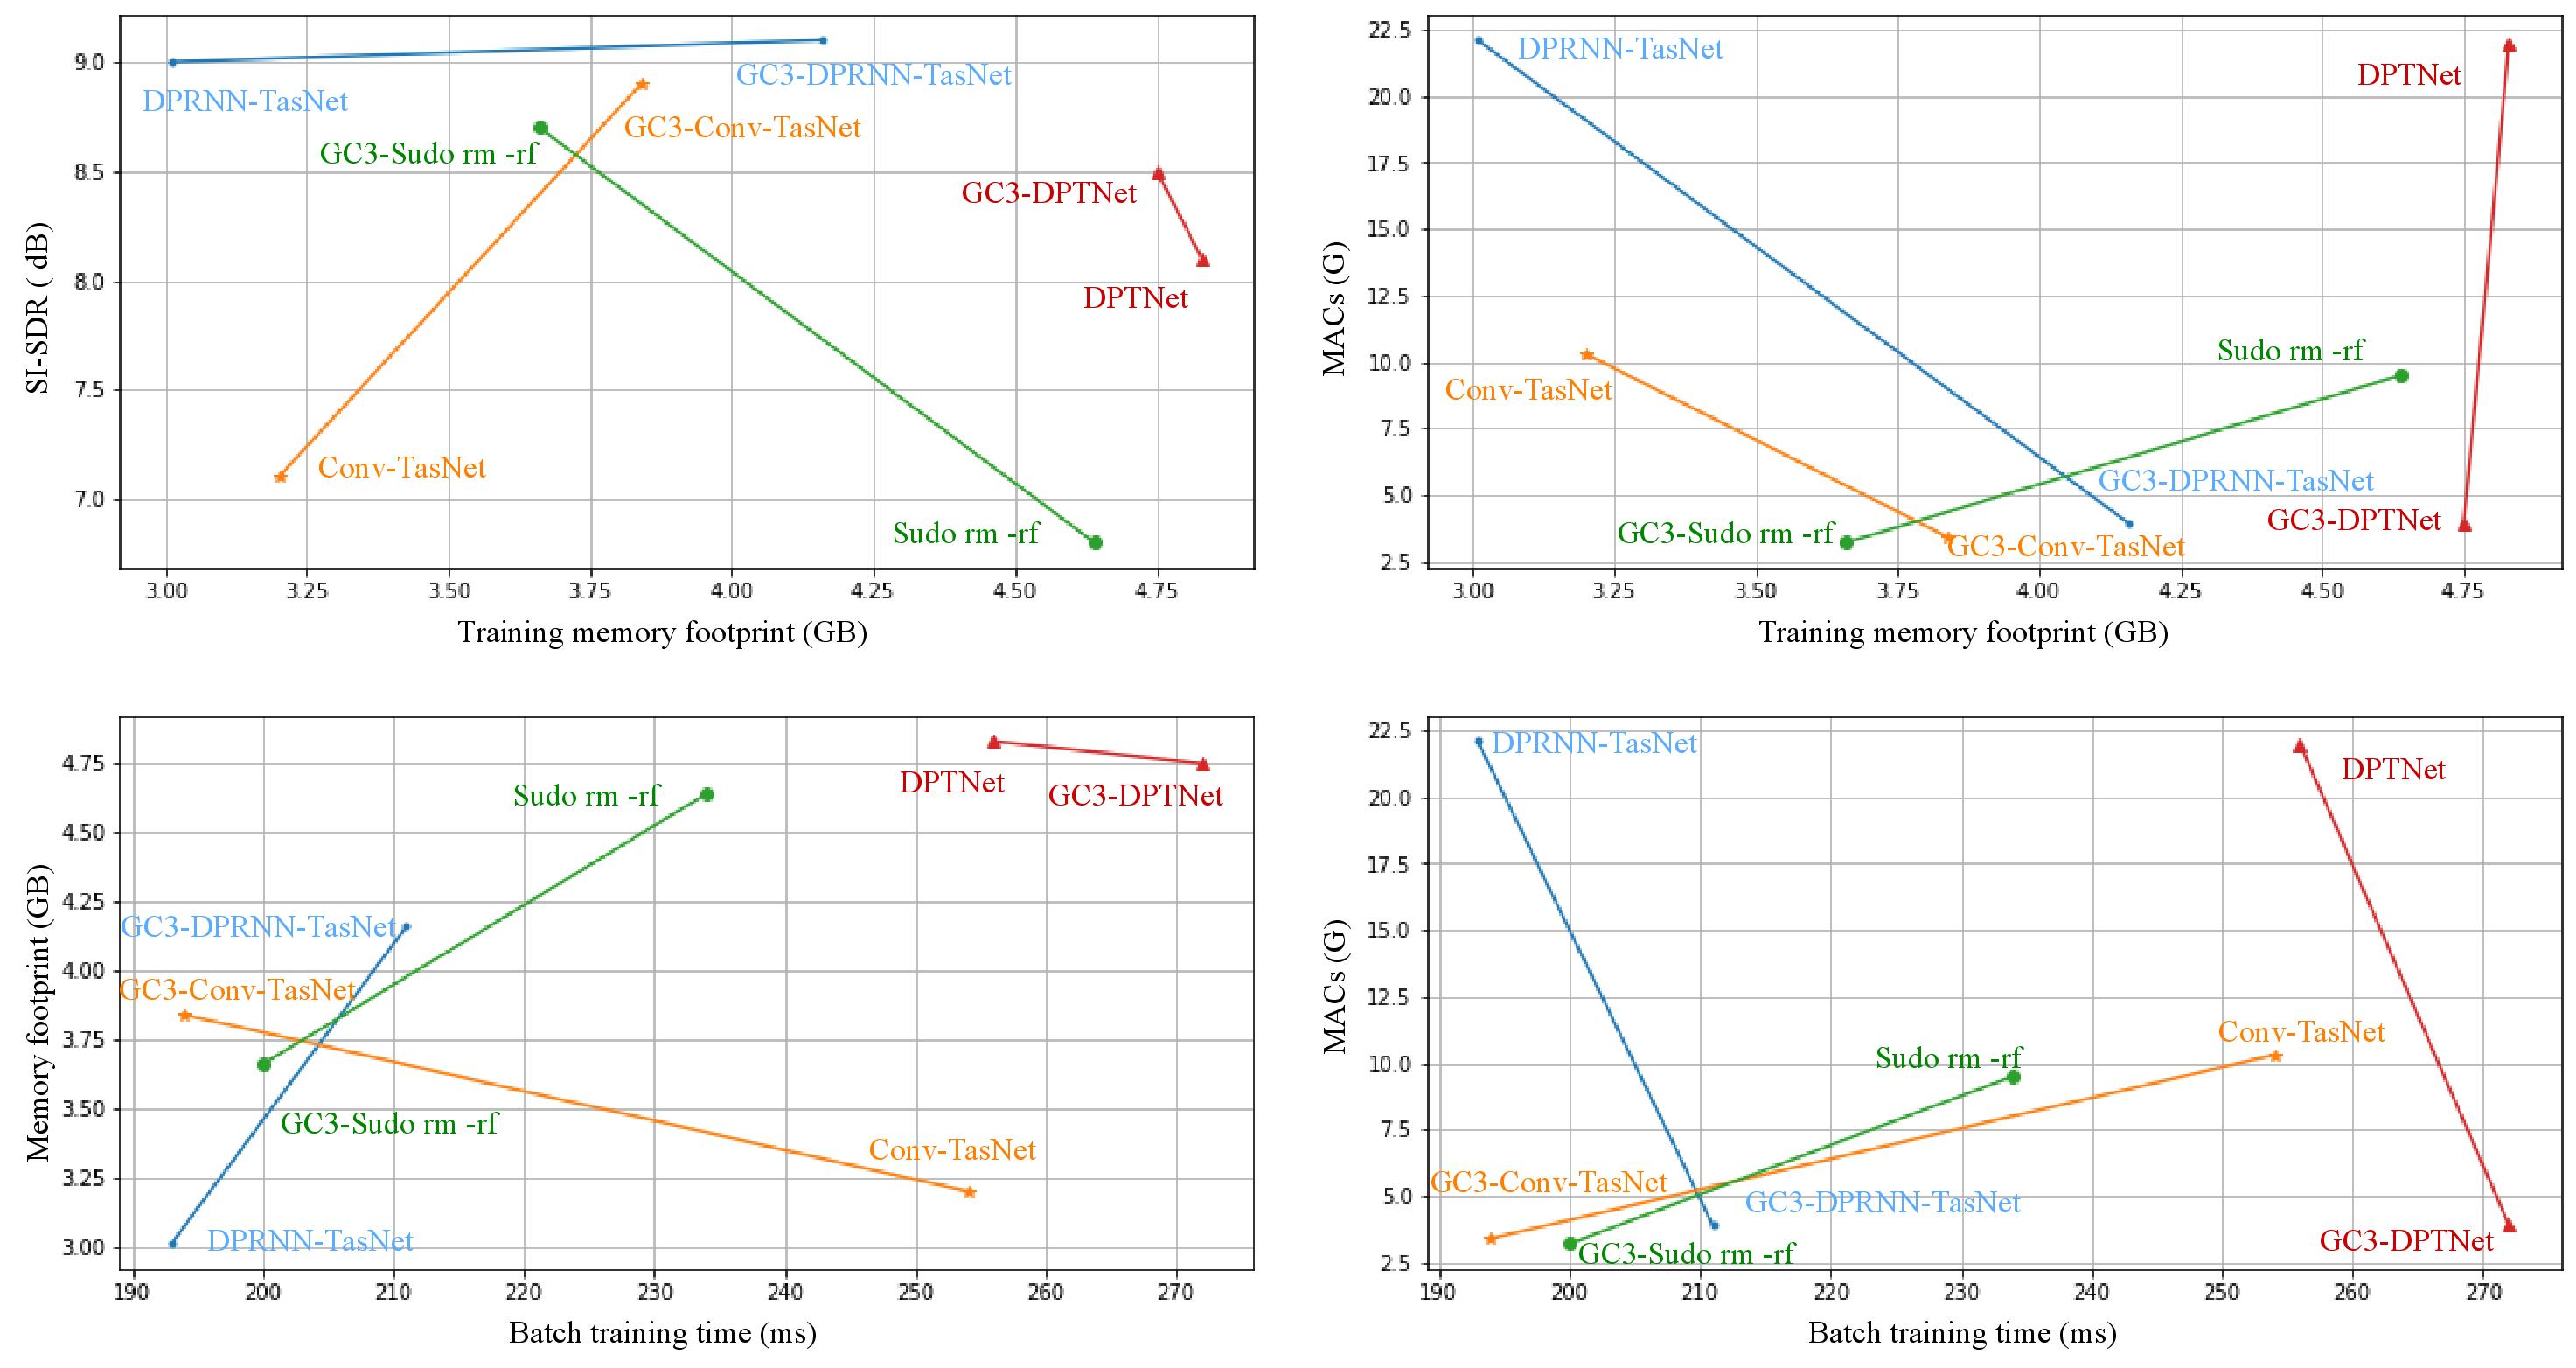 9.0
8.5
8.0
7.5
7.0
SI-SDR ( dB)
DPRNN-TasNet
GC3-DPRNN-TasNet
GC3-Conv-TasNet
GC3-Sudo rm -rf
GC3-DPTNet
DPTNet
Conv-TasNet
Sudo rm -rf
3.00 3.25 3.50 3.75 4.00 4.25 4.50 4.75
Training memory footprint (GB)
22.5
20.0
17.5
15.0
12.5
10.0
7.5
5.0
2.5
MACs (G)
DPRNN-TasNet
DPTNet
Sudo rm -rf
Conv-TasNet
GC3-DPRNN-TasNet
GC3-DPTNet
GC3-Sudo rm -rf
GC3-Conv-TasNet
3.00 3.25 3.50 3.75 4.00 4.25 4.50 4.75
Training memory footprint (GB)
4.75
4.50
4.25
4.00
3.75
3.50
3.25
3.00
Memory footprint (GB)
DPTNet
GC3-DPTNet
Sudo rm -rf
GC3-DPRNN-TasNet
GC3-Conv-TasNet
GC3-Sudo rm -rf
Conv-TasNet
DPRNN-TasNet
190 200 210 220 230 240 250 260 270
Batch training time (ms)
22.5
20.0
17.5
15.0
12.5
10.0
7.5
5.0
2.5
MACs (G)
DPRNN-TasNet
DPTNet
Conv-TasNet
Sudo rm -rf
GC3-Conv-TasNet
GC3-DPRNN-TasNet
GC3-DPTNet
GC3-Sudo rm -rf
190 200 210 220 230 240 250 260 270
Batch training time (ms)